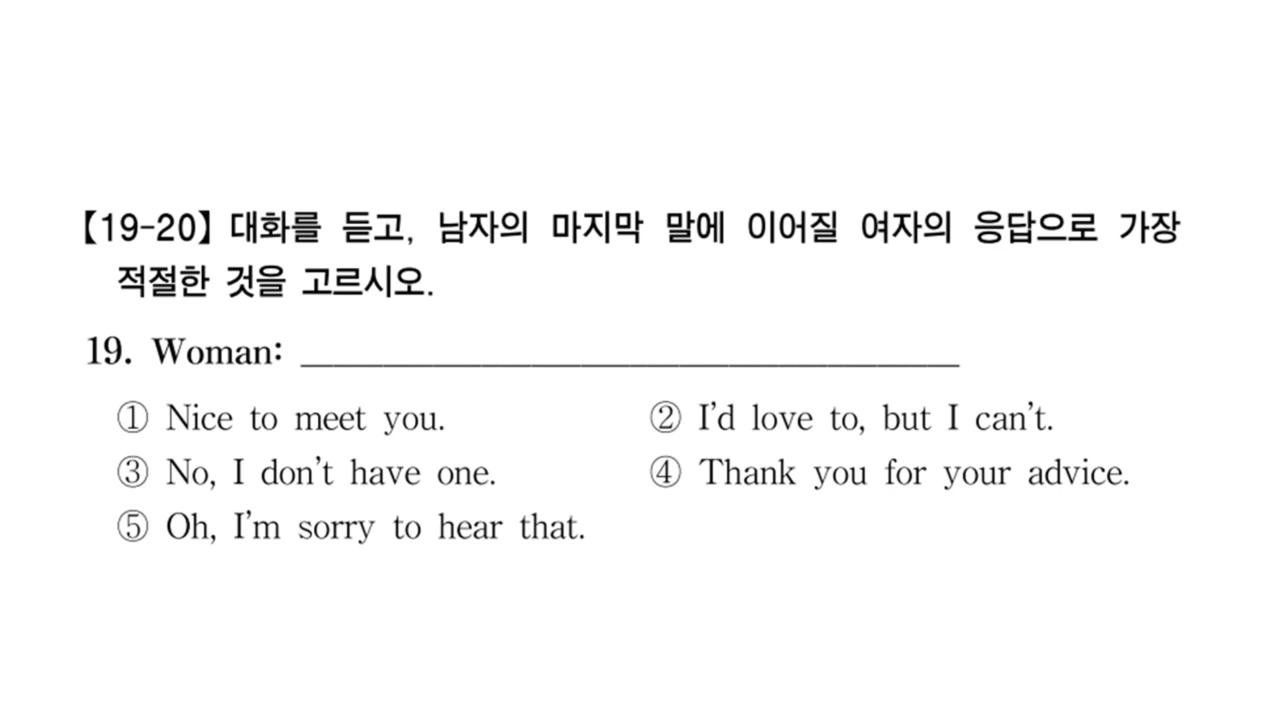 【19-20】 대화를 듣고, 남자의 마지막 말에 이어질 여자의 응답으로 가장
적절한 것을 고르시오.
19. Woman: ________________________________________
① Nice to meet you. ② I'd love to, but I can't.
③ No, I don't have one. ④ Thank you for your advice.
⑤ Oh, I'm sorry to hear that.